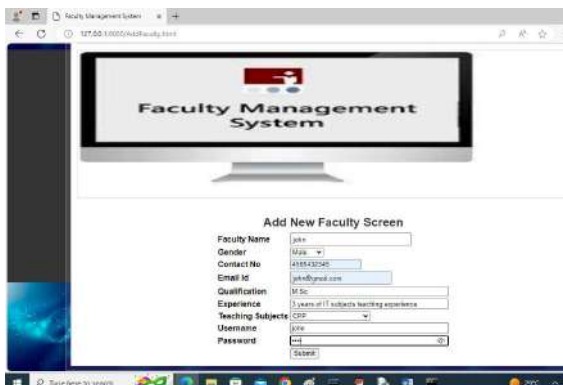 Faculty Management System
127.0.0.1:8000/AddFaculty.html
Faculty Management
System
Add New Faculty Screen
Faculty Name john
Gender Male
Contact No
Email Id john@gmail.com
Qualification M.Sc
Experience 3 years of IT subjects teaching experience
Teaching Subjects
Username john
Password ••••
Submit
Type here to search